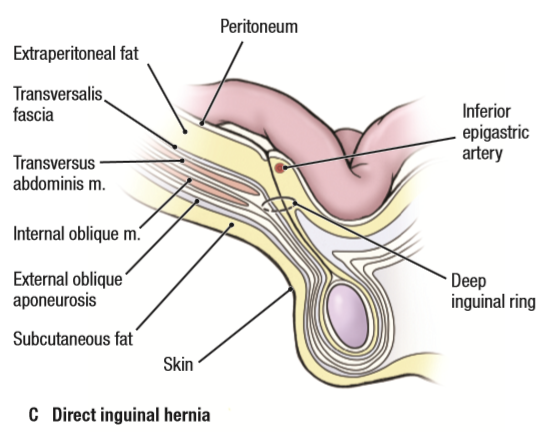 Peritoneum
Extraperitoneal fat
Transversalis
fascia
Inferior
epigastric
artery
Transversus
abdominis m.
Internal oblique m.
External oblique
aponeurosis
Deep
inguinal ring
Subcutaneous fat
Skin
C Direct inguinal hernia